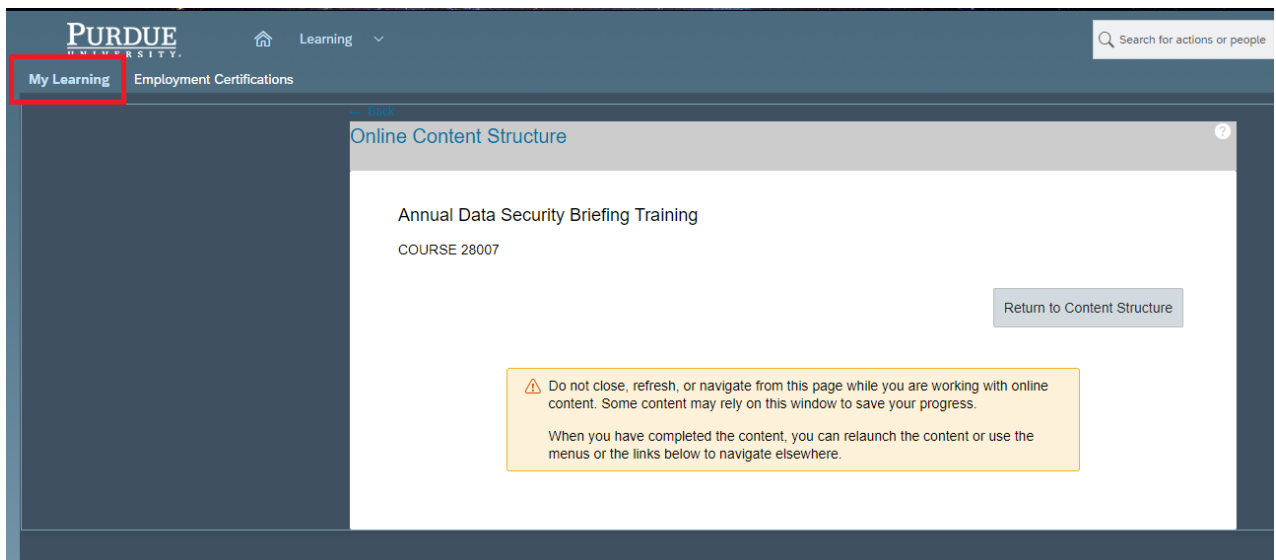 PURDUE
UNIVERSITY.
Learning
Search for actions or people
My Learning
Employment Certifications
← Back
Online Content Structure
?
Annual Data Security Briefing Training
COURSE 28007
Return to Content Structure
Do not close, refresh, or navigate from this page while you are working with online
content. Some content may rely on this window to save your progress.
When you have completed the content, you can relaunch the content or use the
menus or the links below to navigate elsewhere.